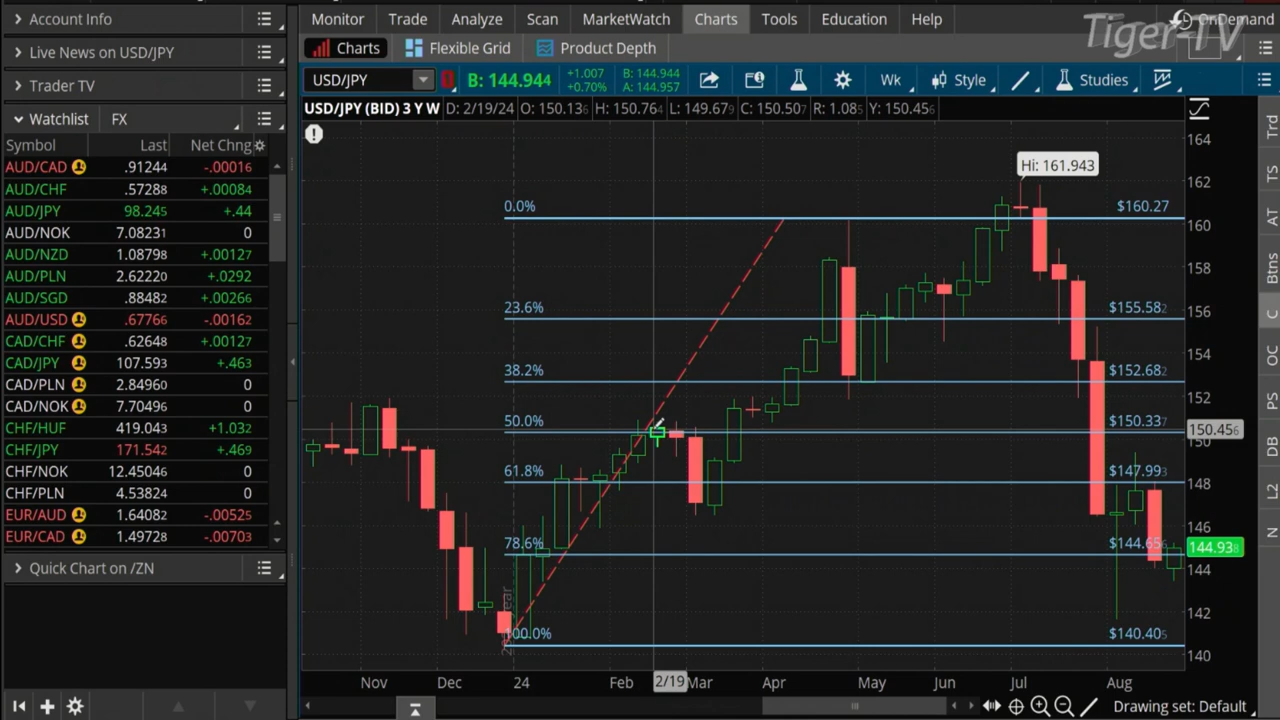 Account Info
Monitor Trade Analyze Scan MarketWatch Charts Tools Education Help
Tiger-TV
OnDemand
Live News on USD/JPY
Charts Flexible Grid Product Depth
Trader TV
USD/JPY B: 144.944 +1.007 +0.70% B: 144.944 A: 144.957 Wk Style Studies
Watchlist FX
USD/JPY (BID) 3 Y W D: 2/19/24 O: 150.136 H: 150.764 L: 149.679 C: 150.507 R: 1.085 Y: 150.456
Symbol Last Net Chng
AUD/CAD .91244 -.00016
AUD/CHF .57288 +.00084
AUD/JPY 98.245 +.44
AUD/NOK 7.08231 0
AUD/NZD 1.08798 +.00127
AUD/PLN 2.62220 +.0292
AUD/SGD .88482 +.00266
AUD/USD .67766 -.00162
CAD/CHF .62648 +.00127
CAD/JPY 107.593 +.463
CAD/PLN 2.84960 0
CAD/NOK 7.70496 0
CHF/HUF 419.043 +1.032
CHF/JPY 171.542 +.463
CHF/NOK 12.45046 0
CHF/PLN 4.53824 0
EUR/AUD 1.64082 -.00525
EUR/CAD 1.49728 -.00703
Quick Chart on /ZN
Hi: 161.943
0.0% $160.27
23.6% $155.582
38.2% $152.682
50.0% $150.337
61.8% $147.993
78.6% $144.656
100.0% $140.405
164
162
160
158
156
154
152
150.456
150
148
146
144.938
144
142
140
Nov Dec 24 Feb 2/19 Mar Apr May Jun Jul Aug
Drawing set: Default
Trd
TS
AT
Btns
C
OC
PS
DB
L2
N